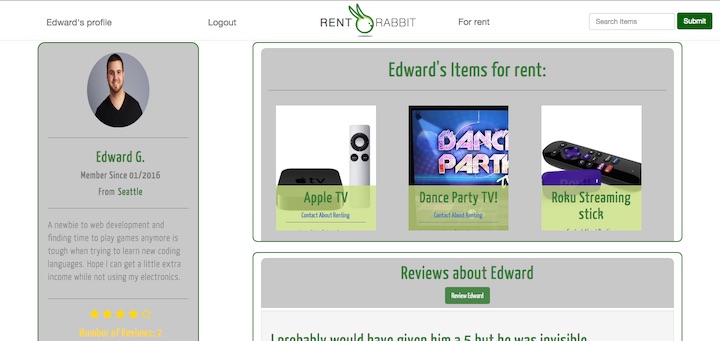 Edward's profile
Logout
RENT RABBIT
For rent
Search Items
Submit
Edward G.
Member Since 01/2016
From Seattle
A newbie to web development and
finding time to play games anymore is
tough when trying to learn new coding
languages. Hope I can get a little extra
income while not using my electronics.
Number of Reviews: 2
Edward's Items for rent:
tv
Apple TV
Contact About Renting
DANCE
PARTY
Dance Party TV!
Contact About Renting
Roku Streaming
stick
Reviews about Edward
Review Edward
I probably would have given him a 5 but he was invisible